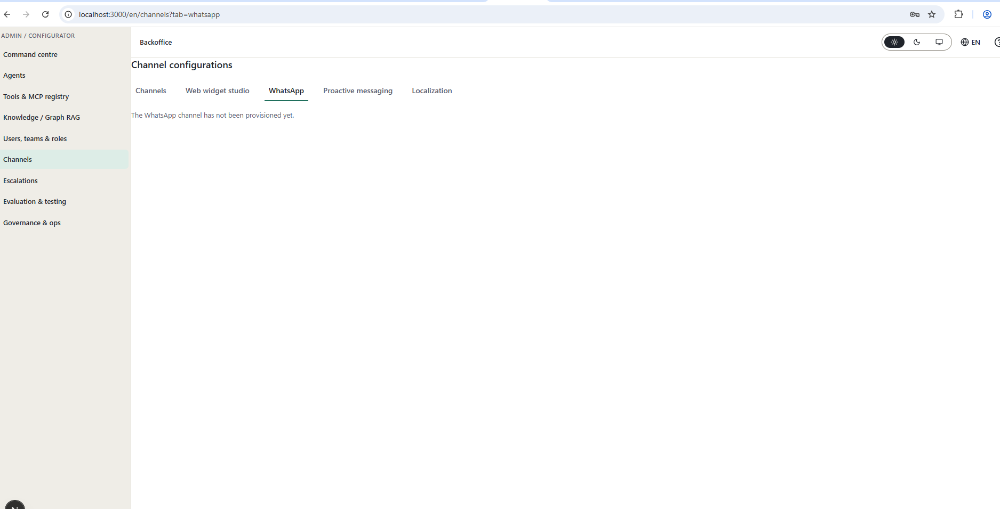 localhost:3000/en/channels?tab=whatsapp
ADMIN / CONFIGURATOR
Command centre
Agents
Tools & MCP registry
Knowledge / Graph RAG
Users, teams & roles
Channels
Escalations
Evaluation & testing
Governance & ops
Backoffice
EN
Channel configurations
Channels Web widget studio WhatsApp Proactive messaging Localization
The WhatsApp channel has not been provisioned yet.